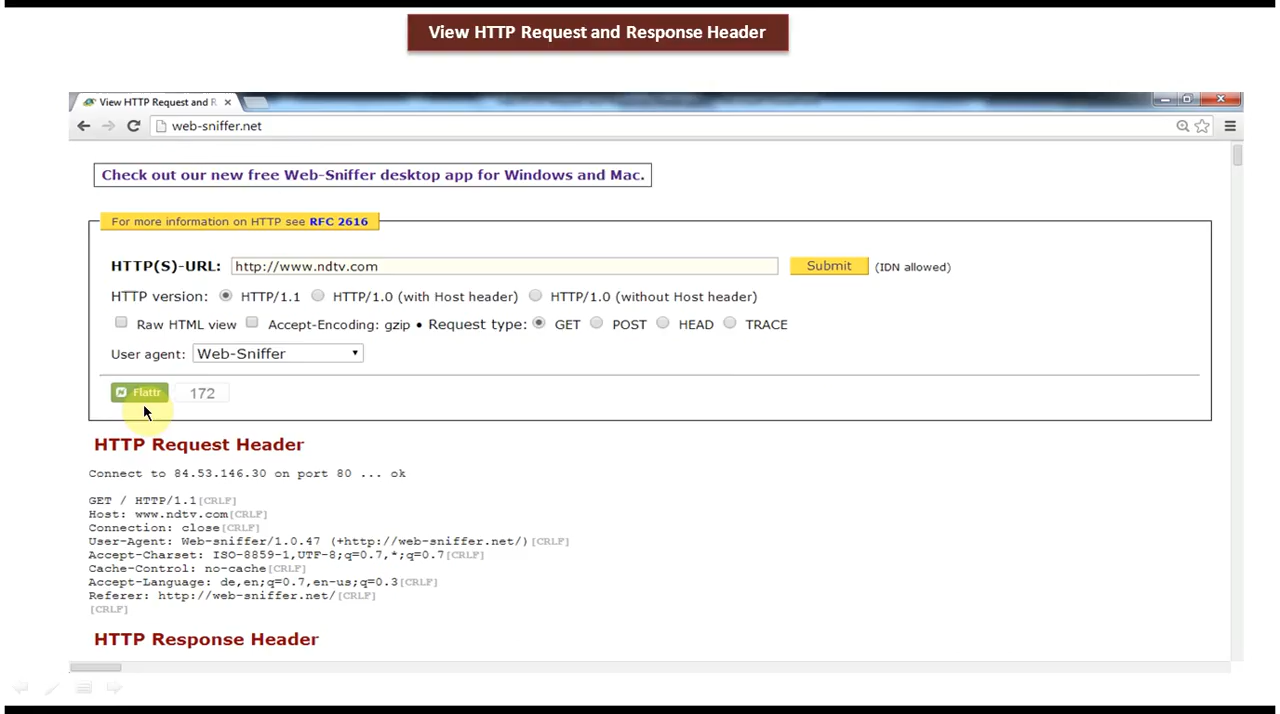 View HTTP Request and Response Header
View HTTP Request and R
web-sniffer.net
Check out our new free Web-Sniffer desktop app for Windows and Mac.
For more information on HTTP see RFC 2616
HTTP(S)-URL: http://www.ndtv.com Submit (IDN allowed)
HTTP version: HTTP/1.1 HTTP/1.0 (with Host header) HTTP/1.0 (without Host header)
Raw HTML view Accept-Encoding: gzip • Request type: GET POST HEAD TRACE
User agent: Web-Sniffer
Flattr 172
HTTP Request Header
Connect to 84.53.146.30 on port 80 ... ok
GET / HTTP/1.1[CRLF]
Host: www.ndtv.com[CRLF]
Connection: close[CRLF]
User-Agent: Web-sniffer/1.0.47 (+http://web-sniffer.net/)[CRLF]
Accept-Charset: ISO-8859-1,UTF-8;q=0.7,*;q=0.7[CRLF]
Cache-Control: no-cache[CRLF]
Accept-Language: de,en;q=0.7,en-us;q=0.3[CRLF]
Referer: http://web-sniffer.net/[CRLF]
[CRLF]
HTTP Response Header